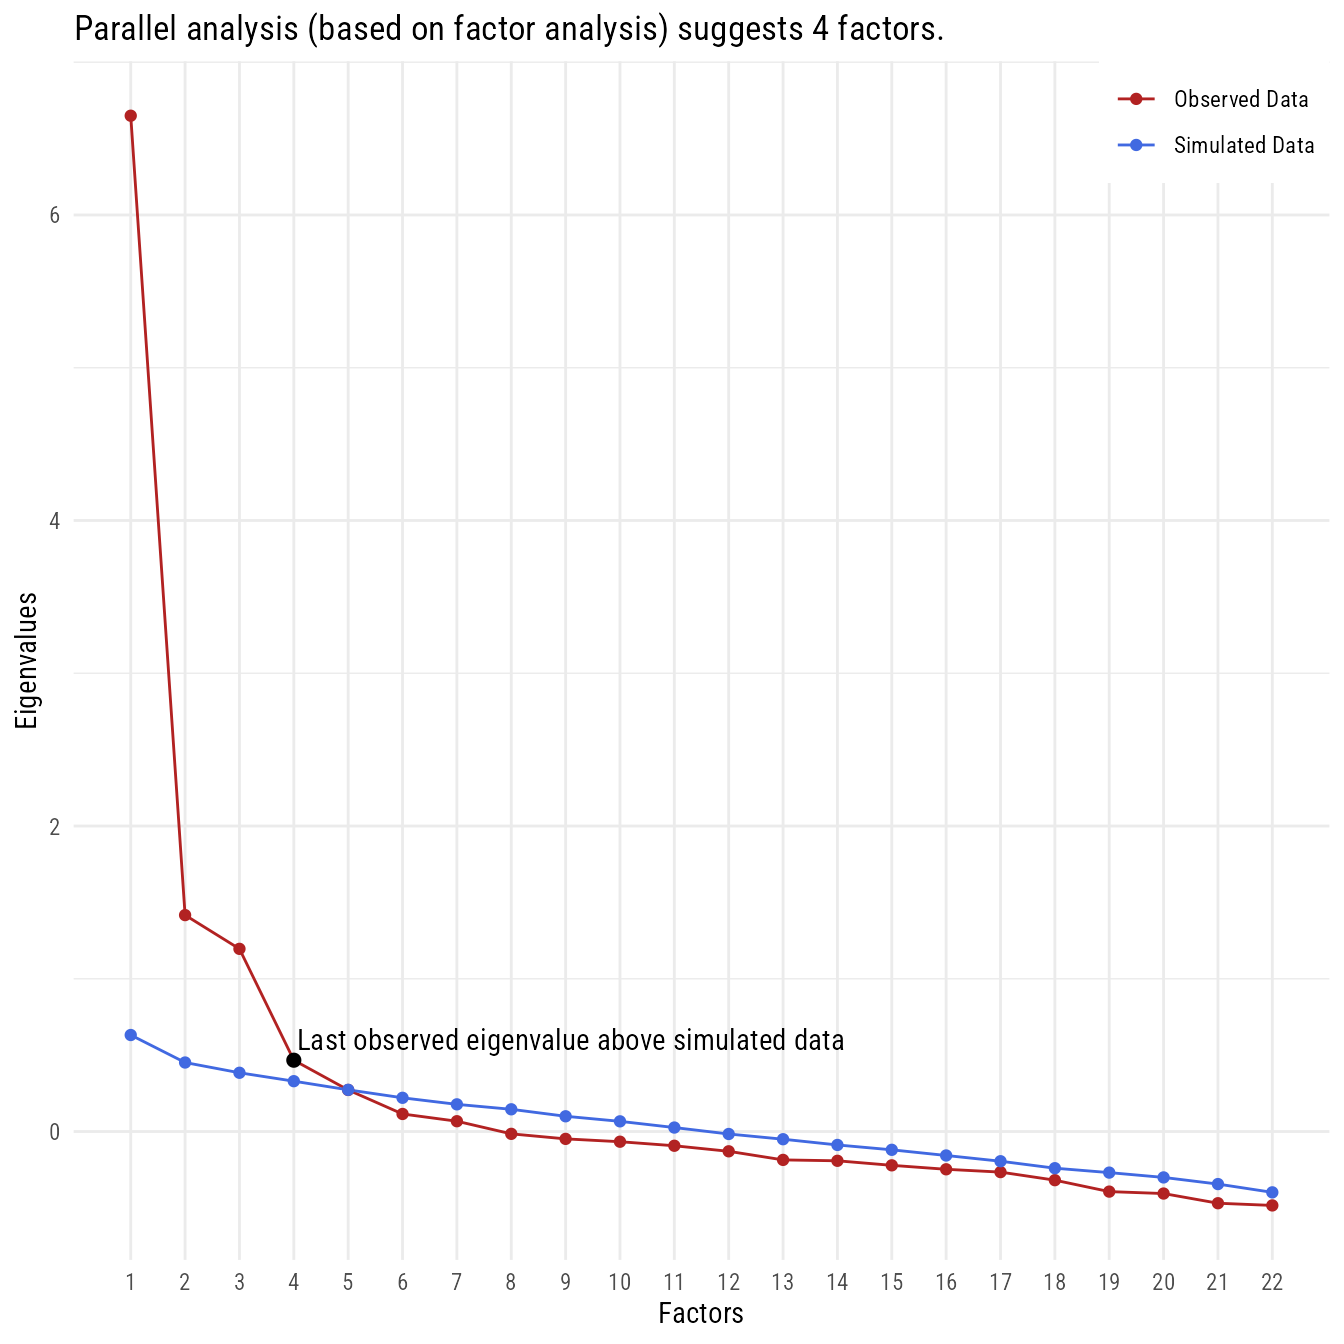 Parallel analysis (based on factor analysis) suggests 4 factors.
Observed Data
Simulated Data
6
4
2
0
Eigenvalues
Last observed eigenvalue above simulated data
1 2 3 4 5 6 7 8 9 10 11 12 13 14 15 16 17 18 19 20 21 22
Factors